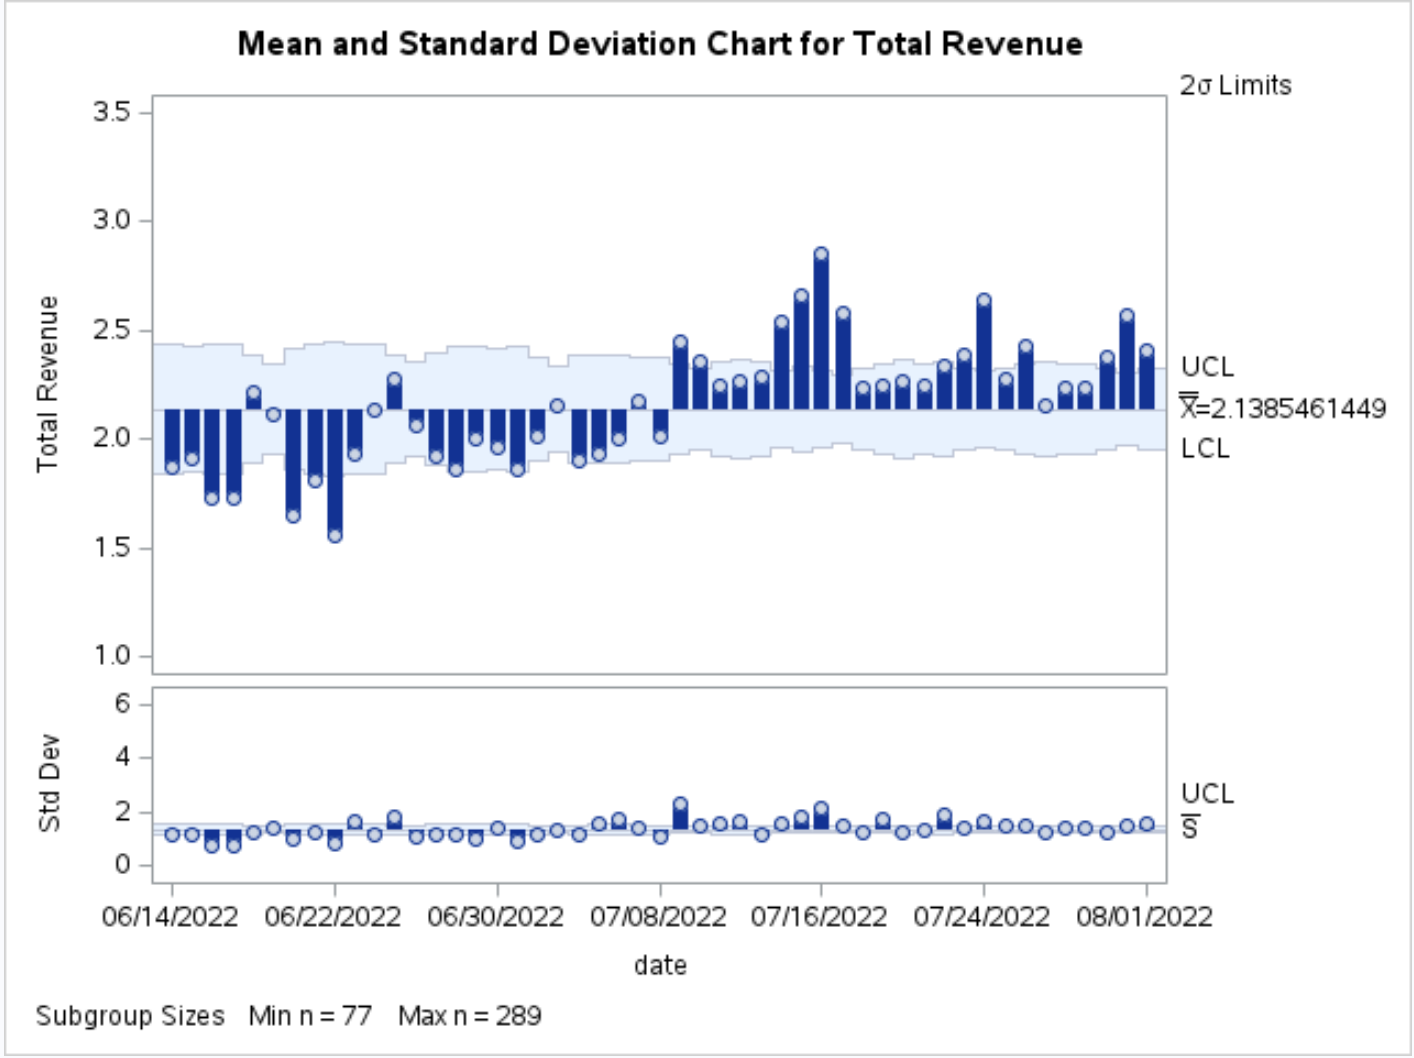 Mean and Standard Deviation Chart for Total Revenue
2σ Limits
3.5
3.0
2.5
2.0
1.5
1.0
Total Revenue
UCL
X̿=2.1385461449
LCL
6
4
2
0
Std Dev
UCL
S̅
06/14/2022 06/22/2022 06/30/2022 07/08/2022 07/16/2022 07/24/2022 08/01/2022
date
Subgroup Sizes Min n = 77 Max n = 289